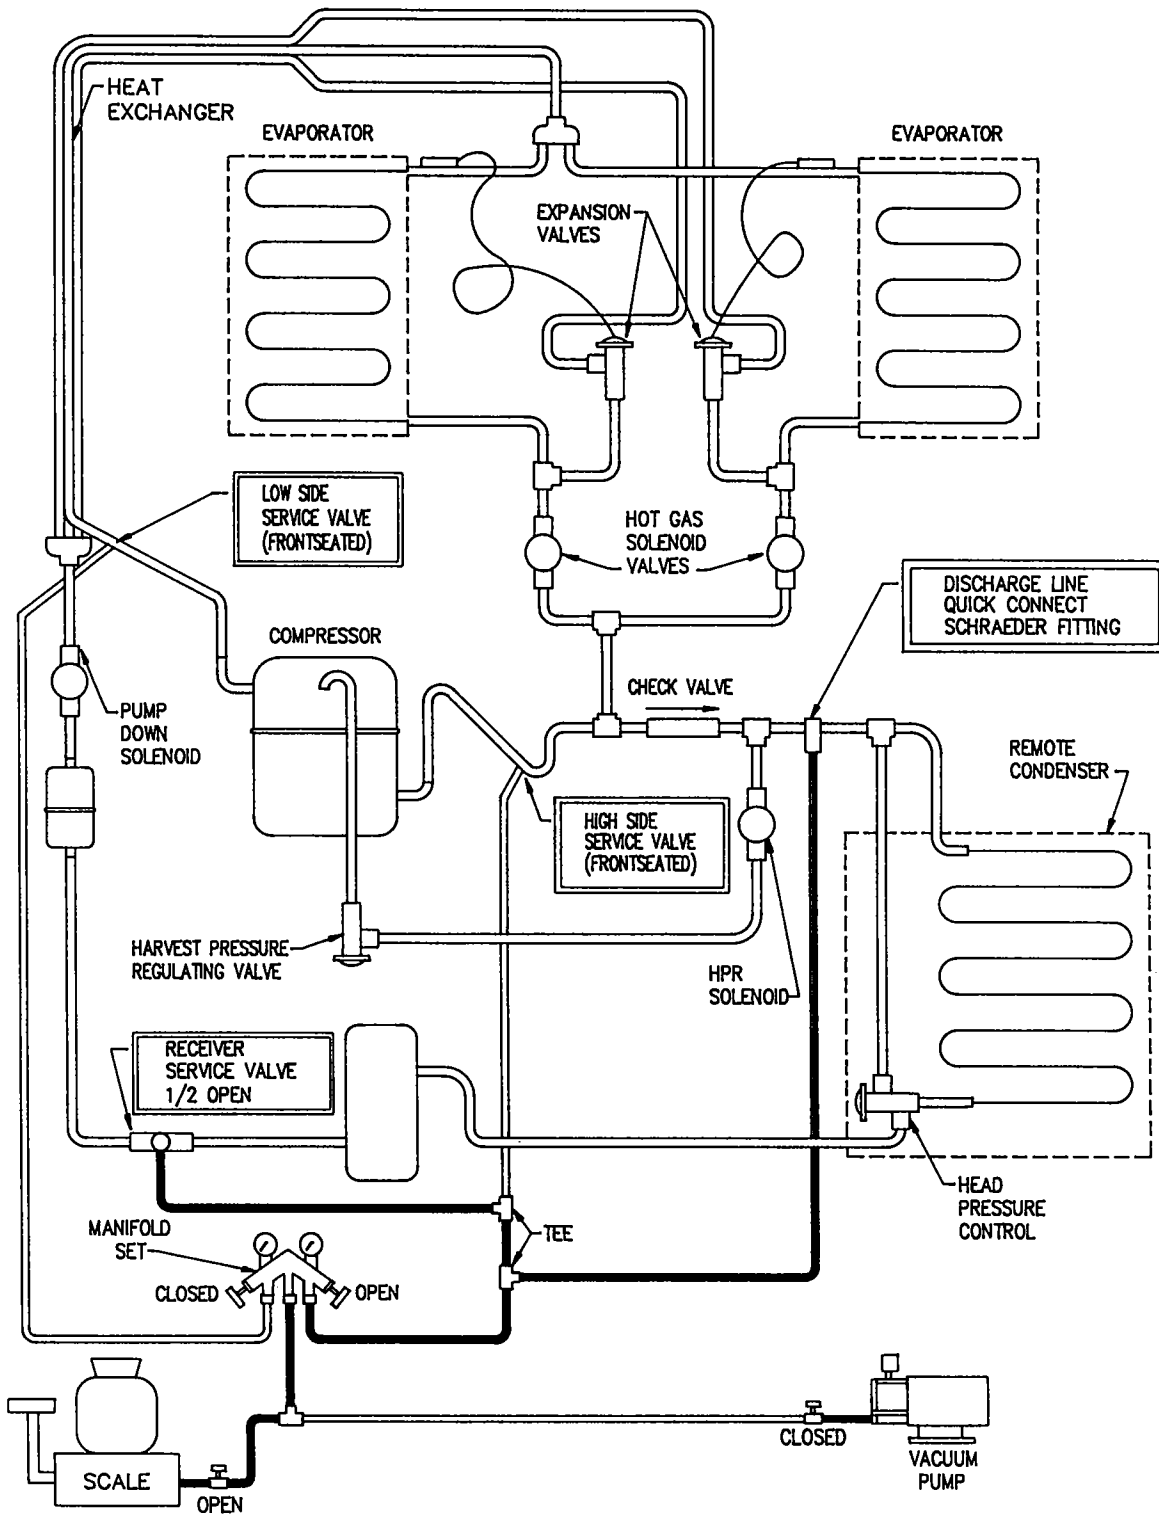 HEAT
EXCHANGER
EVAPORATOR
EVAPORATOR
EXPANSION
VALVES
LOW SIDE
SERVICE VALVE
(FRONTSEATED)
HOT GAS
SOLENOID
VALVES
DISCHARGE LINE
QUICK CONNECT
SCHRAEDER FITTING
COMPRESSOR
CHECK VALVE
PUMP
DOWN
SOLENOID
REMOTE
CONDENSER
HIGH SIDE
SERVICE VALVE
(FRONTSEATED)
HARVEST PRESSURE
REGULATING VALVE
HPR
SOLENOID
RECEIVER
SERVICE VALVE
1/2 OPEN
HEAD
PRESSURE
CONTROL
MANIFOLD
SET
TEE
CLOSED
OPEN
CLOSED
VACUUM
PUMP
SCALE
OPEN